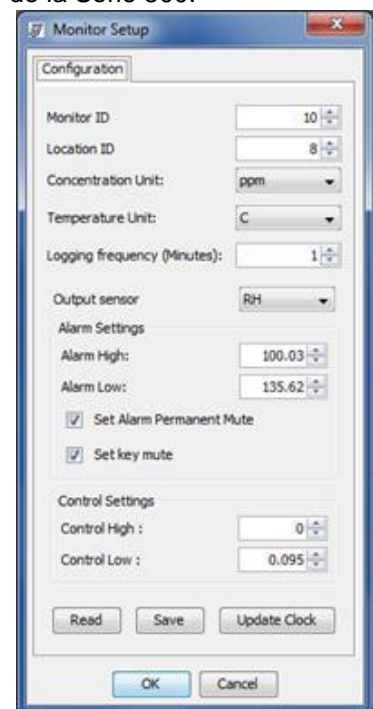 de la Serie 500.
Monitor Setup
Configuration
Monitor ID 10
Location ID 8
Concentration Unit: ppm
Temperature Unit: C
Logging frequency (Minutes): 1
Output sensor RH
Alarm Settings
Alarm High: 100.03
Alarm Low: 135.62
Set Alarm Permanent Mute
Set key mute
Control Settings
Control High : 0
Control Low : 0.095
Read Save Update Clock
OK Cancel